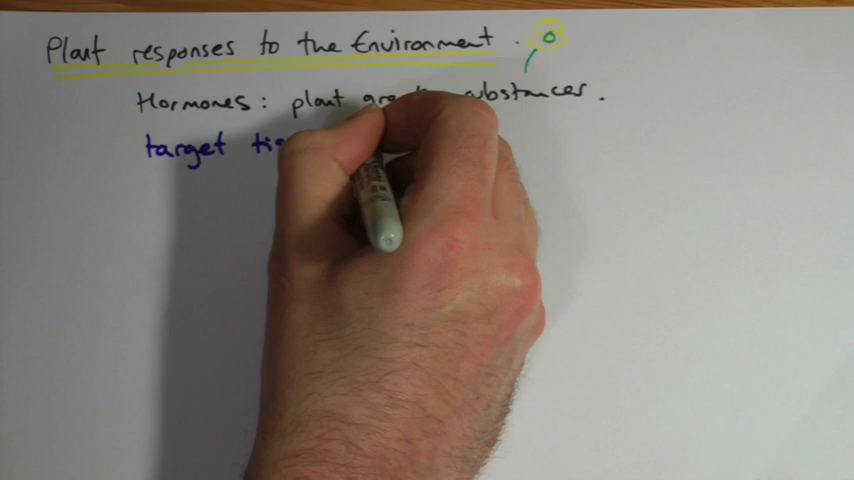 Plant responses to the Environment.
Hormones: plant substances.
target